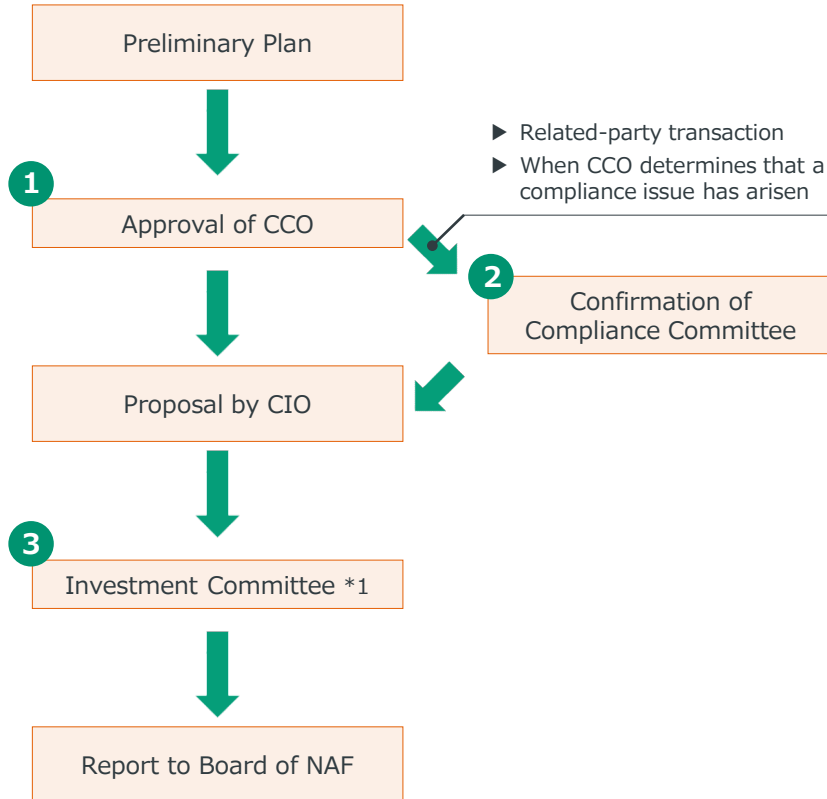 Preliminary Plan
▶ Related-party transaction
▶ When CCO determines that a
compliance issue has arisen
1
Approval of CCO
2
Confirmation of
Compliance Committee
Proposal by CIO
3
Investment Committee *1
Report to Board of NAF